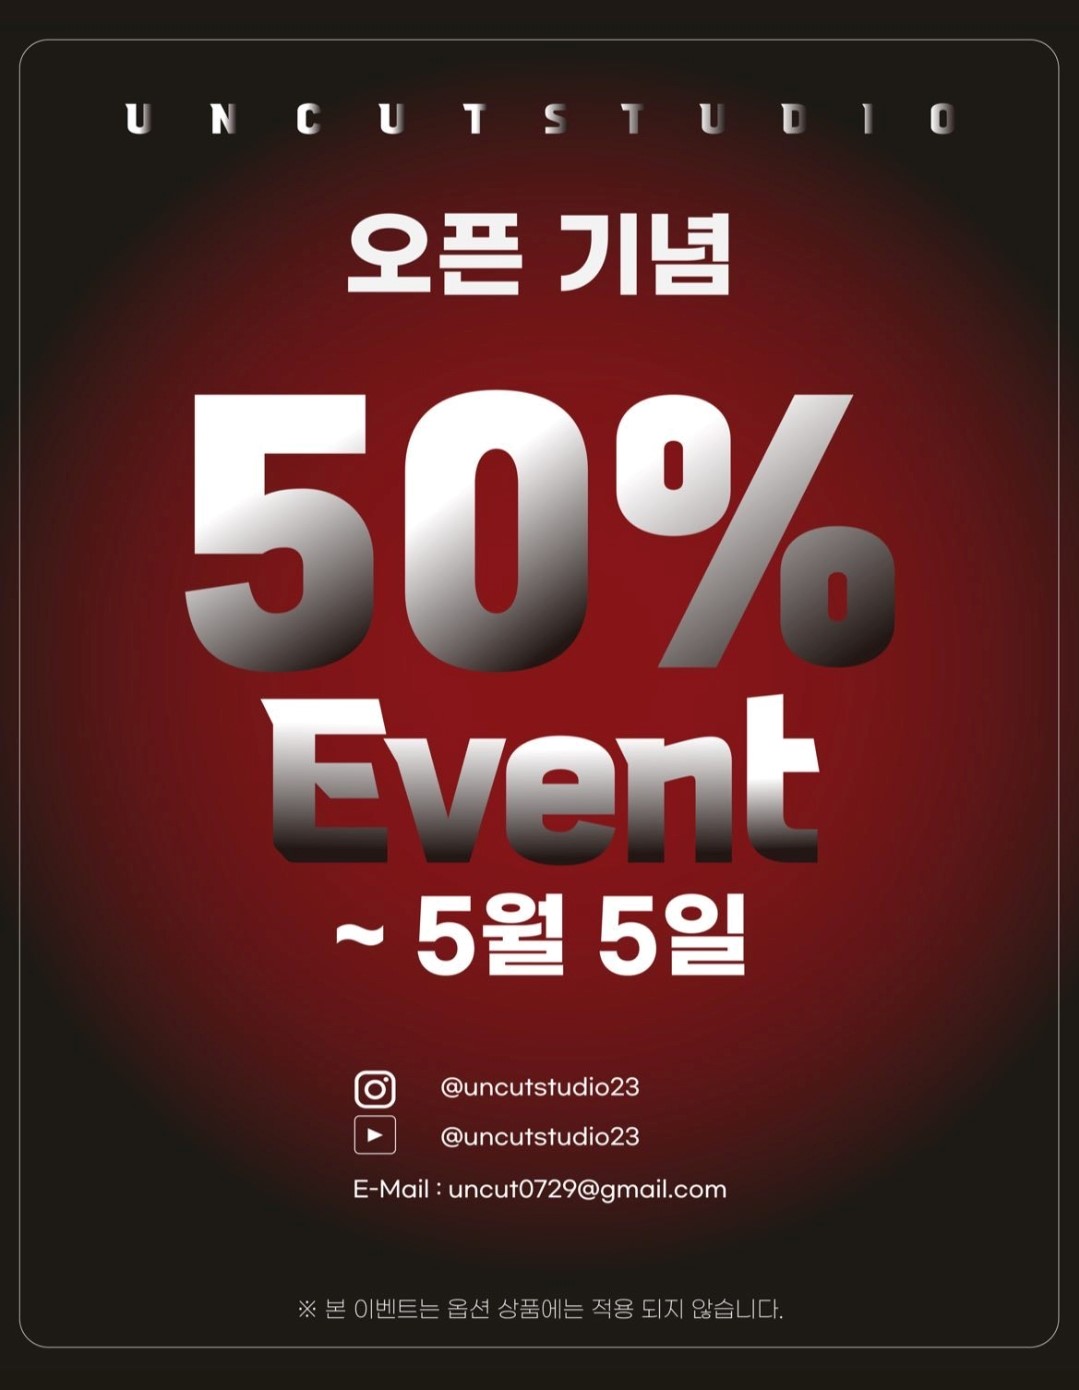 UNCUTSTUDIO
오픈 기념
50%
Event
~ 5월 5일
@uncutstudio23
@uncutstudio23
E-Mail : uncut0729@gmail.com
※ 본 이벤트는 옵션 상품에는 적용 되지 않습니다.